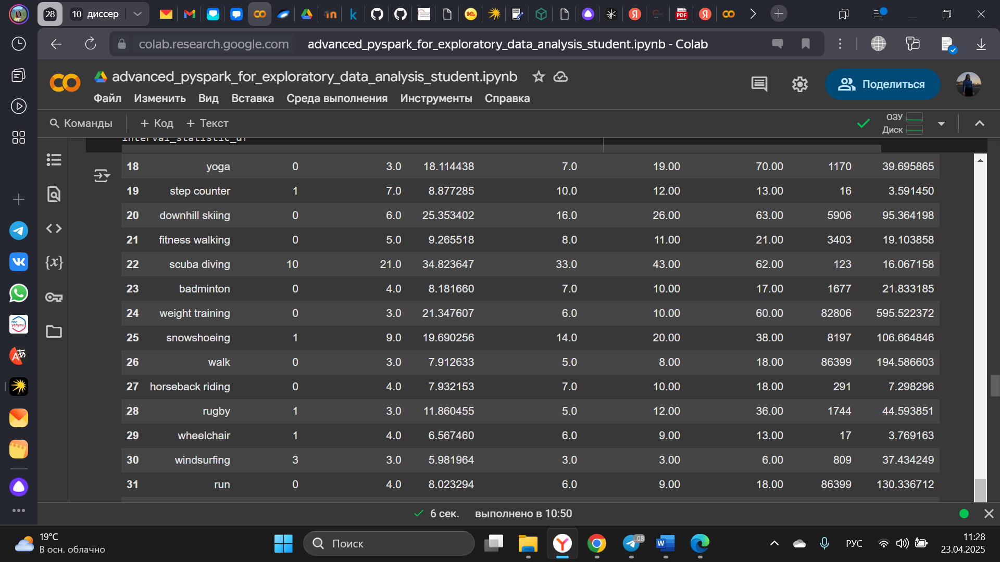 28 10 диссер
colab.research.google.com advanced_pyspark_for_exploratory_data_analysis_student.ipynb - Colab
advanced_pyspark_for_exploratory_data_analysis_student.ipynb
Поделиться
Файл Изменить Вид Вставка Среда выполнения Инструменты Справка
Команды + Код + Текст
ОЗУ
Диск
interval_statistic_df
18 yoga 0 3.0 18.114438 7.0 19.00 70.00 1170 39.695865
19 step counter 1 7.0 8.877285 10.0 12.00 13.00 16 3.591450
20 downhill skiing 0 6.0 25.353402 16.0 26.00 63.00 5906 95.364198
21 fitness walking 0 5.0 9.265518 8.0 11.00 21.00 3403 19.103858
22 scuba diving 10 21.0 34.823647 33.0 43.00 62.00 123 16.067158
23 badminton 0 4.0 8.181660 7.0 10.00 17.00 1677 21.833185
24 weight training 0 3.0 21.347607 6.0 10.00 60.00 82806 595.522372
25 snowshoeing 1 9.0 19.690256 14.0 20.00 38.00 8197 106.664846
26 walk 0 3.0 7.912633 5.0 8.00 18.00 86399 194.586603
27 horseback riding 0 4.0 7.932153 7.0 10.00 18.00 291 7.298296
28 rugby 1 3.0 11.860455 5.0 12.00 36.00 1744 44.593851
29 wheelchair 1 4.0 6.567460 6.0 9.00 13.00 17 3.769163
30 windsurfing 3 3.0 5.981964 3.0 3.00 6.00 809 37.434249
31 run 0 4.0 8.023294 6.0 9.00 18.00 86399 130.336712
6 сек. выполнено в 10:50
19°C
В осн. облачно
Поиск
РУС
11:28
23.04.2025